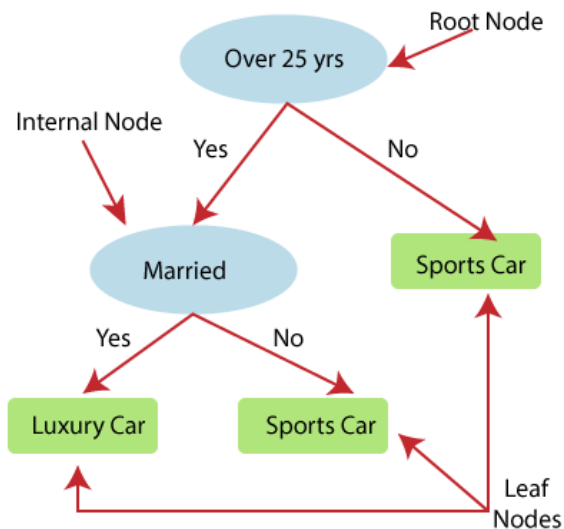 Root Node
Over 25 yrs
Internal Node
Yes
No
Married
Sports Car
Yes
No
Luxury Car
Sports Car
Leaf
Nodes